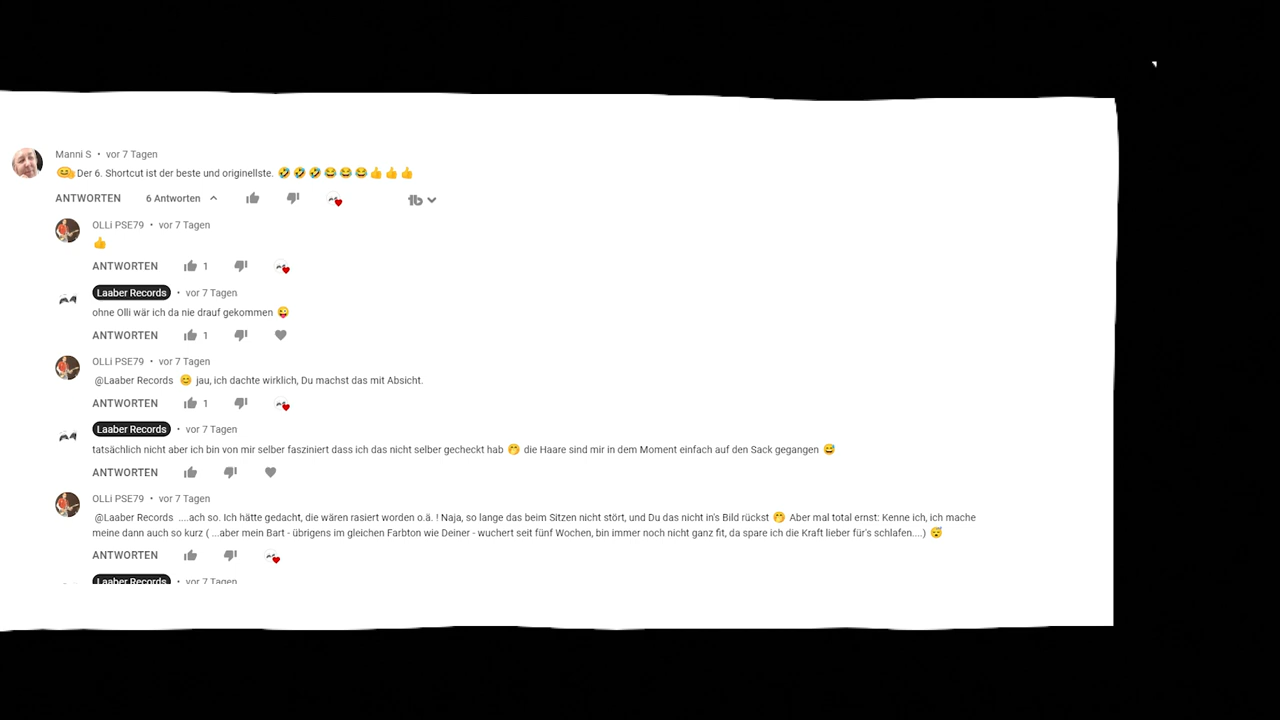 Manni S • vor 7 Tagen
😊 Der 6. Shortcut ist der beste und originellste. 🤣🤣🤣😂😂😂👍👍👍
ANTWORTEN 6 Antworten
OLLi PSE79 • vor 7 Tagen
👍
ANTWORTEN 1
Laaber Records • vor 7 Tagen
ohne Olli wär ich da nie drauf gekommen 😜
ANTWORTEN 1
OLLi PSE79 • vor 7 Tagen
@Laaber Records 😊 jau, ich dachte wirklich, Du machst das mit Absicht.
ANTWORTEN 1
Laaber Records • vor 7 Tagen
tatsächlich nicht aber ich bin von mir selber fasziniert dass ich das nicht selber gecheckt hab 🤭 die Haare sind mir in dem Moment einfach auf den Sack gegangen 😅
ANTWORTEN
OLLi PSE79 • vor 7 Tagen
@Laaber Records ....ach so. Ich hätte gedacht, die wären rasiert worden o.ä. ! Naja, so lange das beim Sitzen nicht stört, und Du das nicht in's Bild rückst 🤭 Aber mal total ernst: Kenne ich, ich mache
meine dann auch so kurz ( ...aber mein Bart - übrigens im gleichen Farbton wie Deiner - wuchert seit fünf Wochen, bin immer noch nicht ganz fit, da spare ich die Kraft lieber für's schlafen....) 😴
ANTWORTEN
Laaber Records • vor 7 Tagen